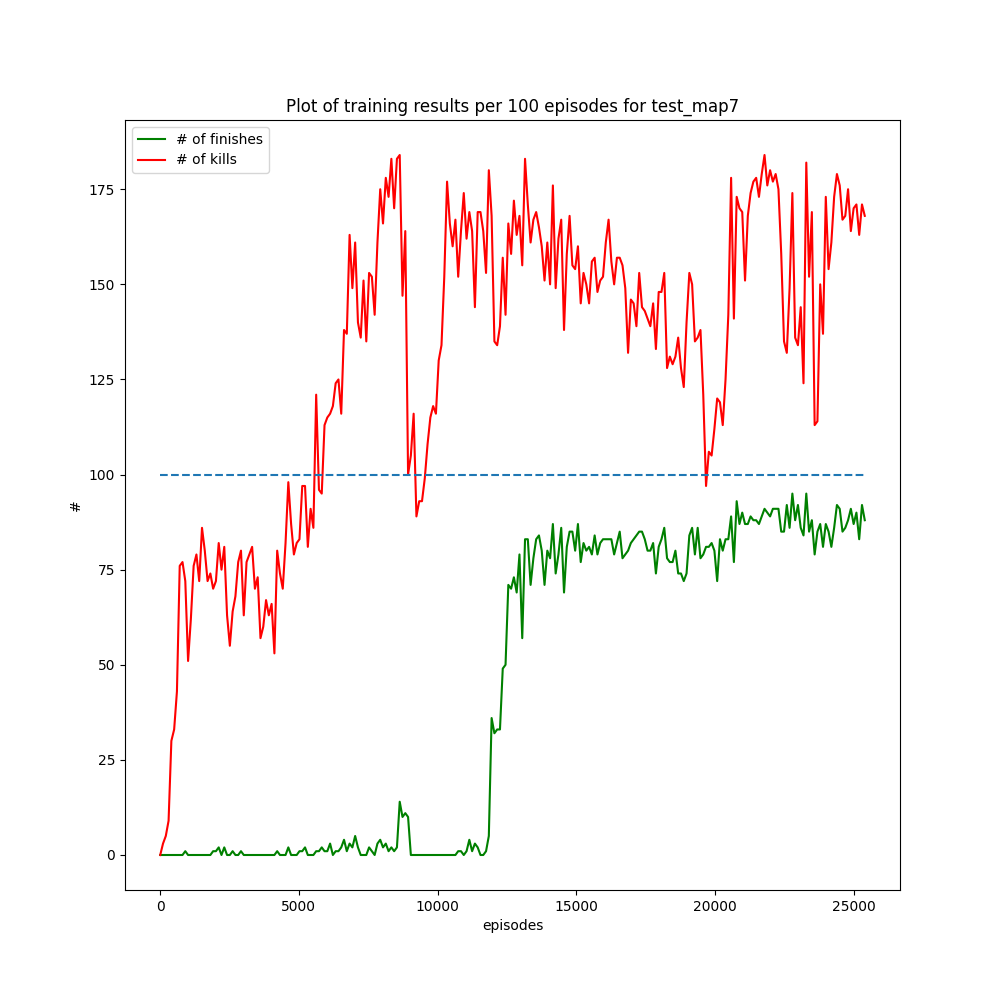 Plot of training results per 100 episodes for test_map7
# of finishes
# of kills
175
150
125
100
75
50
25
0
#
0 5000 10000 15000 20000 25000
episodes